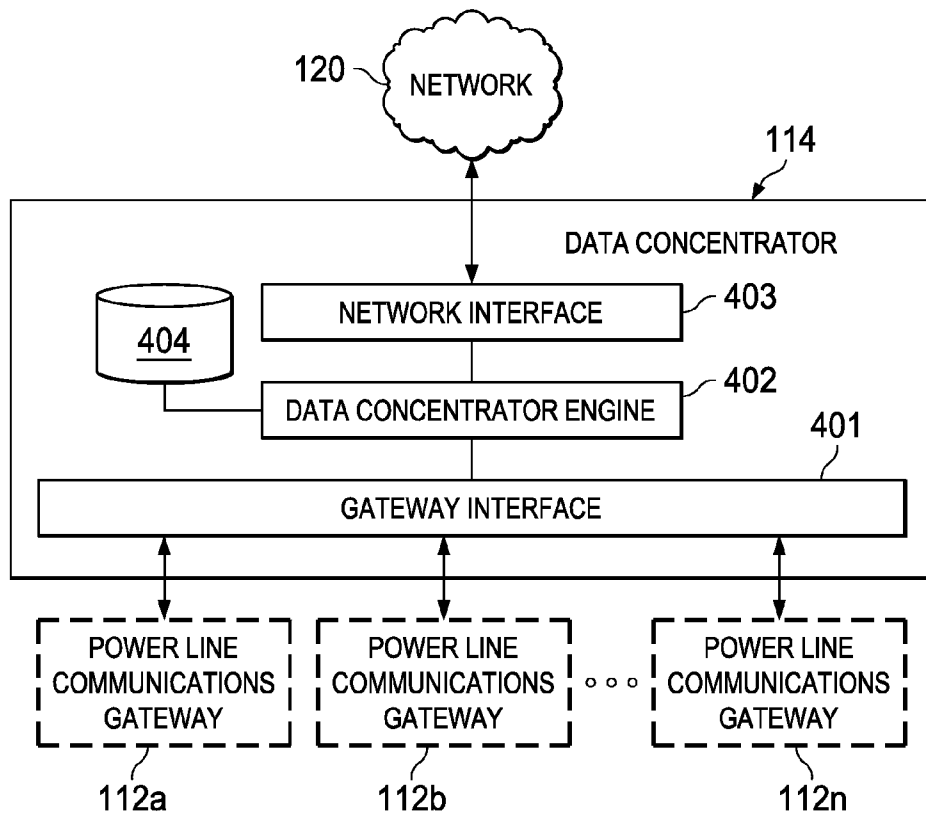 120
NETWORK
114
DATA CONCENTRATOR
404
NETWORK INTERFACE
403
DATA CONCENTRATOR ENGINE
402
401
GATEWAY INTERFACE
POWER LINE
COMMUNICATIONS
GATEWAY
POWER LINE
COMMUNICATIONS
GATEWAY
POWER LINE
COMMUNICATIONS
GATEWAY
112a
112b
112n